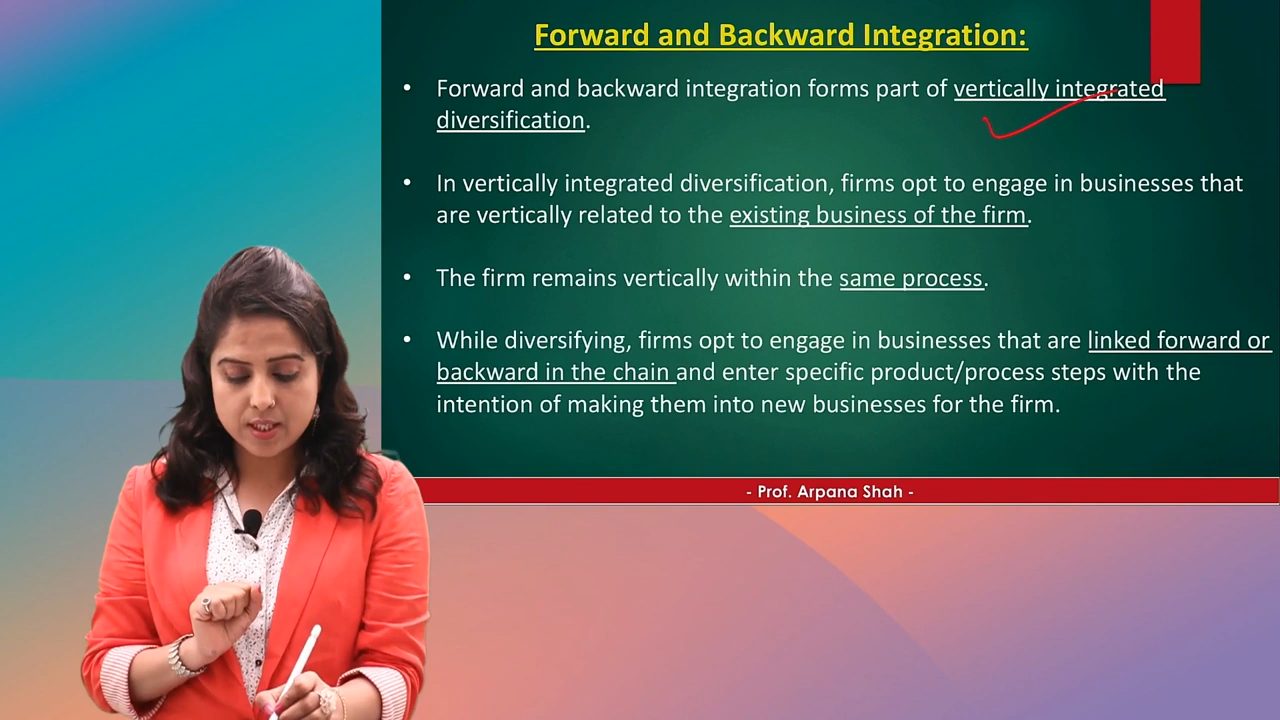 Forward and Backward Integration:
• Forward and backward integration forms part of vertically integrated
diversification.
• In vertically integrated diversification, firms opt to engage in businesses that
are vertically related to the existing business of the firm.
• The firm remains vertically within the same process.
• While diversifying, firms opt to engage in businesses that are linked forward or
backward in the chain and enter specific product/process steps with the
intention of making them into new businesses for the firm.
- Prof. Arpana Shah -